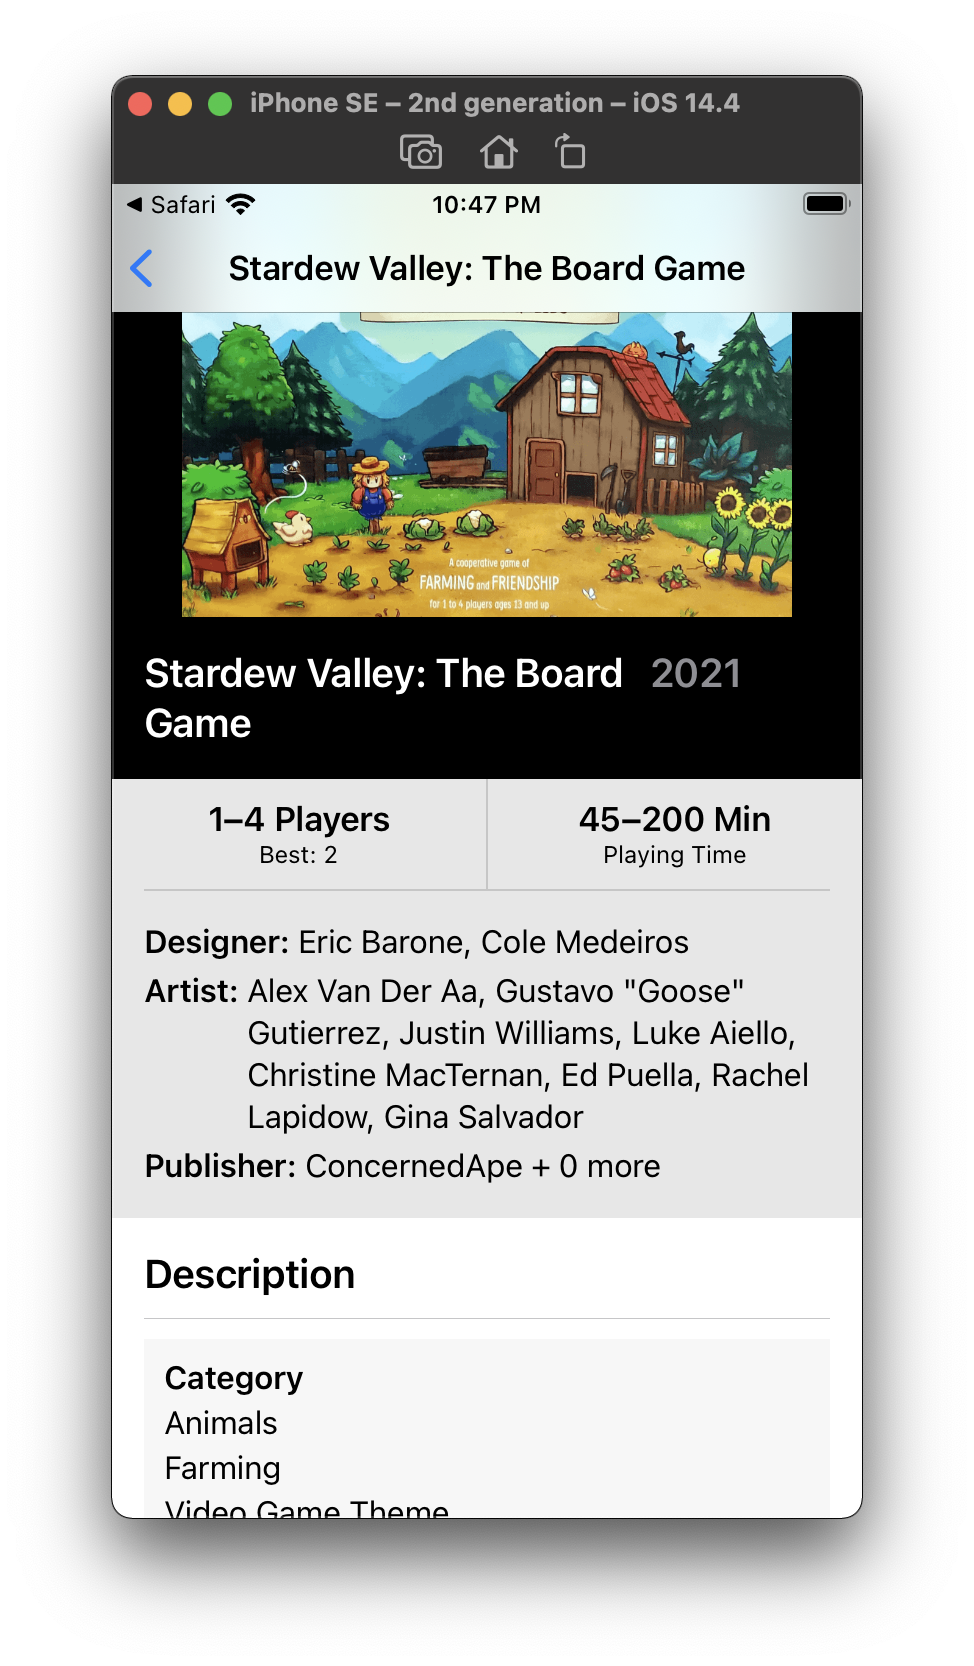 iPhone SE – 2nd generation – iOS 14.4
◀ Safari 10:47 PM
Stardew Valley: The Board Game
A cooperative game of
FARMING and FRIENDSHIP
for 1 to 4 players ages 13 and up
Stardew Valley: The Board 2021
Game
1–4 Players
Best: 2
45–200 Min
Playing Time
Designer: Eric Barone, Cole Medeiros
Artist: Alex Van Der Aa, Gustavo "Goose"
Gutierrez, Justin Williams, Luke Aiello,
Christine MacTernan, Ed Puella, Rachel
Lapidow, Gina Salvador
Publisher: ConcernedApe + 0 more
Description
Category
Animals
Farming
Video Game Theme